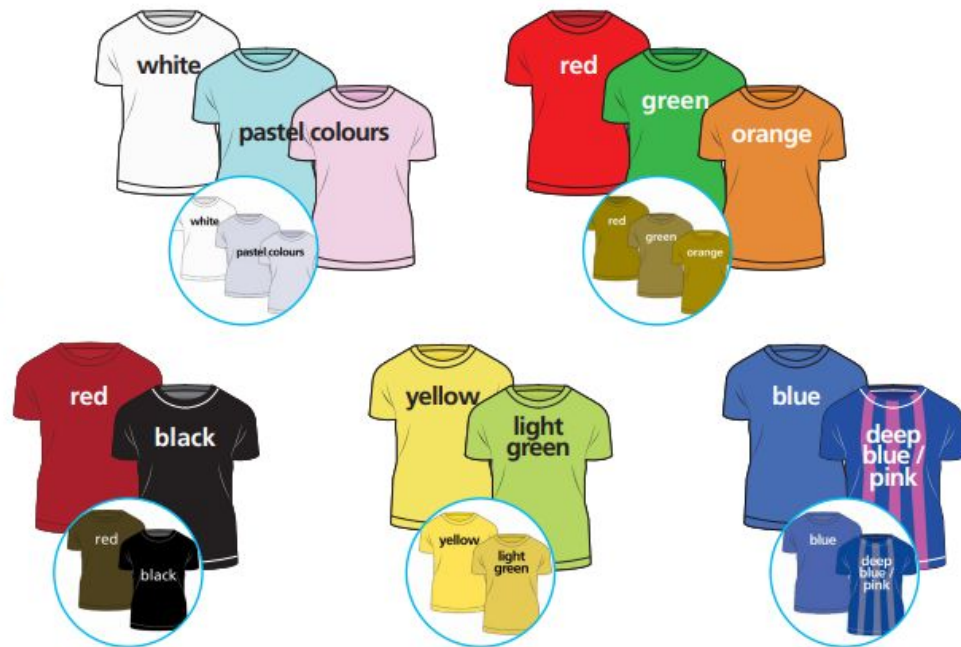 white
pastel colours
white
pastel colours
red
green
orange
red
green
orange
red
black
red
black
yellow
light
green
yellow
light
green
blue
deep
blue /
pink
blue
deep
blue /
pink